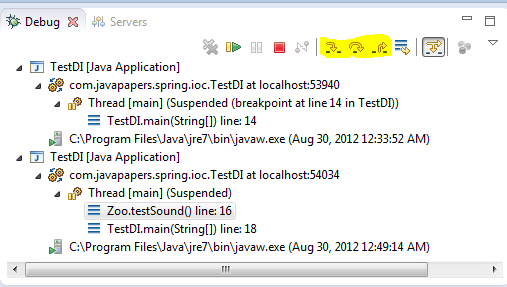 Debug Servers
TestDI [Java Application]
com.javapapers.spring.ioc.TestDI at localhost:53940
Thread [main] (Suspended (breakpoint at line 14 in TestDI))
TestDI.main(String[]) line: 14
C:\Program Files\Java\jre7\bin\javaw.exe (Aug 30, 2012 12:33:52 AM)
TestDI [Java Application]
com.javapapers.spring.ioc.TestDI at localhost:54034
Thread [main] (Suspended)
Zoo.testSound() line: 16
TestDI.main(String[]) line: 18
C:\Program Files\Java\jre7\bin\javaw.exe (Aug 30, 2012 12:49:14 AM)